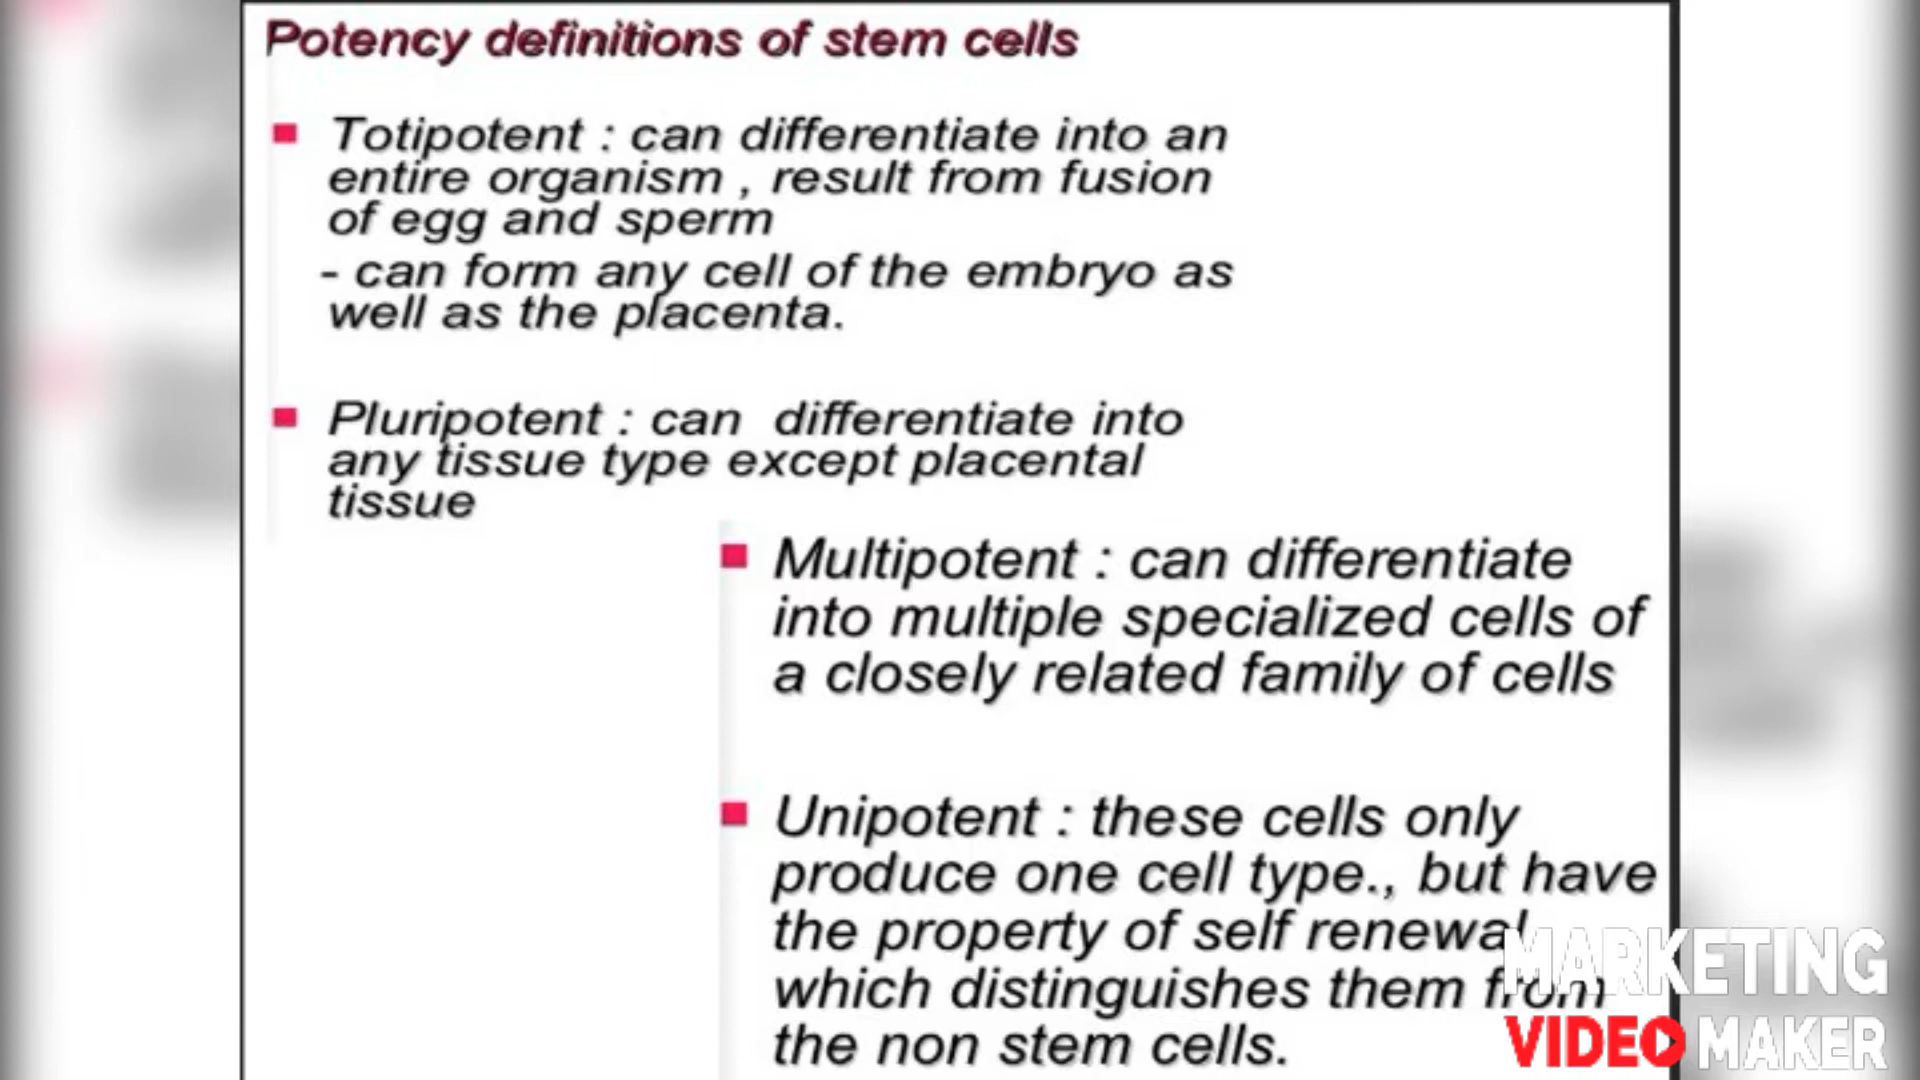 Potency definitions of stem cells
Totipotent : can differentiate into an
entire organism , result from fusion
of egg and sperm
- can form any cell of the embryo as
well as the placenta.
Pluripotent : can differentiate into
any tissue type except placental
tissue
Multipotent : can differentiate
into multiple specialized cells of
a closely related family of cells
Unipotent : these cells only
produce one cell type., but have
the property of self renewal
which distinguishes them from
the non stem cells.
MARKETING
VIDEO MAKER